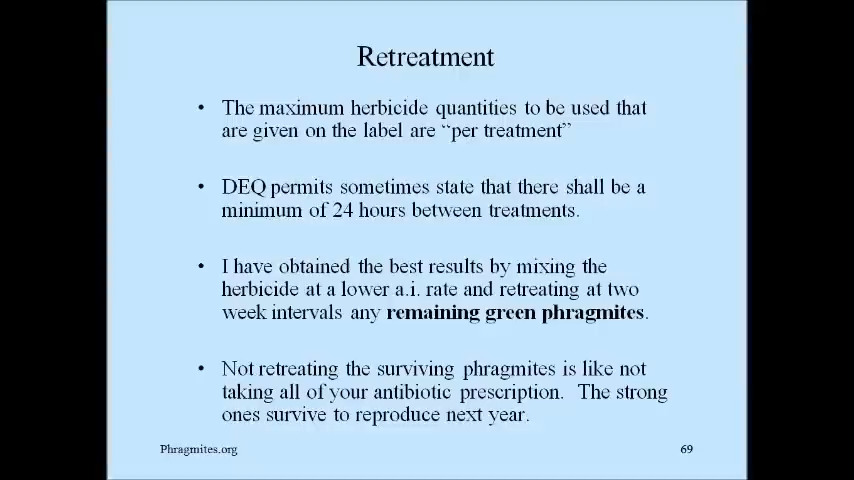 Retreatment
• The maximum herbicide quantities to be used that
are given on the label are “per treatment”
• DEQ permits sometimes state that there shall be a
minimum of 24 hours between treatments.
• I have obtained the best results by mixing the
herbicide at a lower a.i. rate and retreating at two
week intervals any remaining green phragmites.
• Not retreating the surviving phragmites is like not
taking all of your antibiotic prescription.  The strong
ones survive to reproduce next year.
Phragmites.org 69